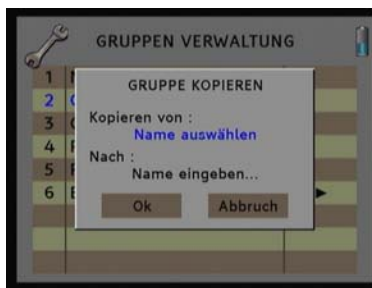 GRUPPEN VERWALTUNG
1
GRUPPE KOPIEREN
2
Kopieren von :
3
Name auswählen
4
Nach :
5
Name eingeben...
6
Ok Abbruch